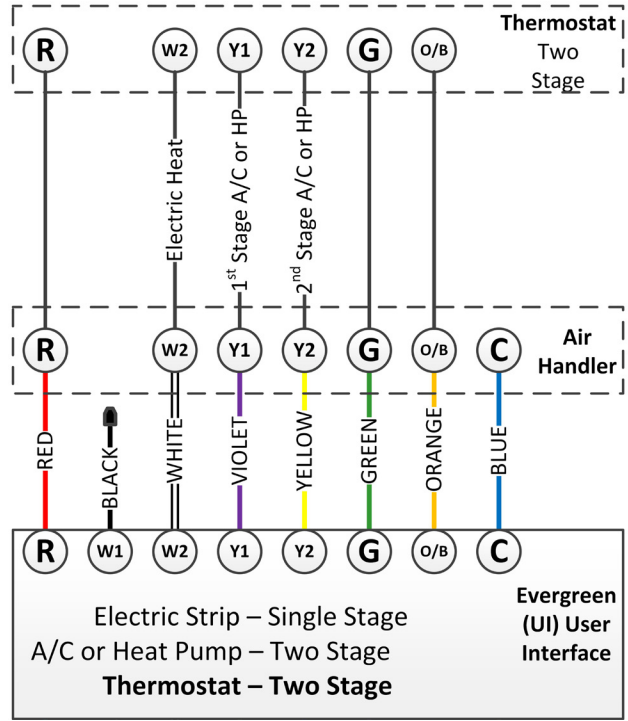 Thermostat
Two
Stage
R W2 Y1 Y2 G O/B
Electric Heat
1st Stage A/C or HP
2nd Stage A/C or HP
R W2 Y1 Y2 G O/B C
Air
Handler
RED
BLACK
WHITE
VIOLET
YELLOW
GREEN
ORANGE
BLUE
R W1 W2 Y1 Y2 G O/B C
Electric Strip – Single Stage
A/C or Heat Pump – Two Stage
Thermostat – Two Stage
Evergreen
(UI) User
Interface